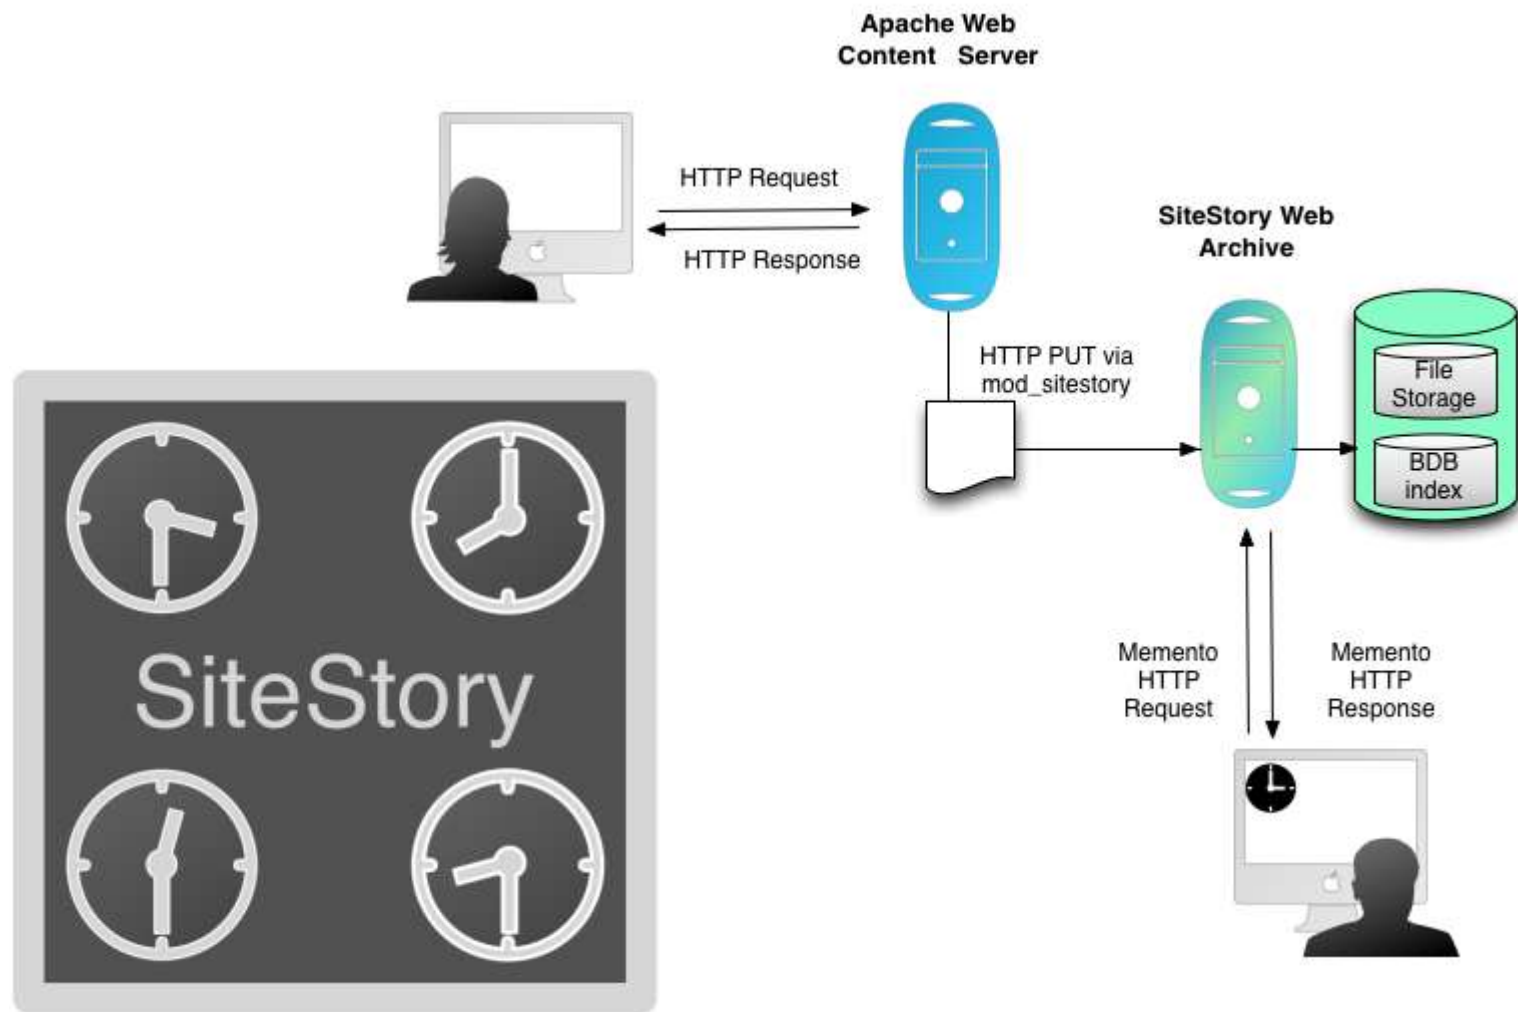 Apache Web
Content Server
HTTP Request
HTTP Response
SiteStory Web
Archive
HTTP PUT via
mod_sitestory
File
Storage
BDB
index
SiteStory
Memento
HTTP
Request
Memento
HTTP
Response